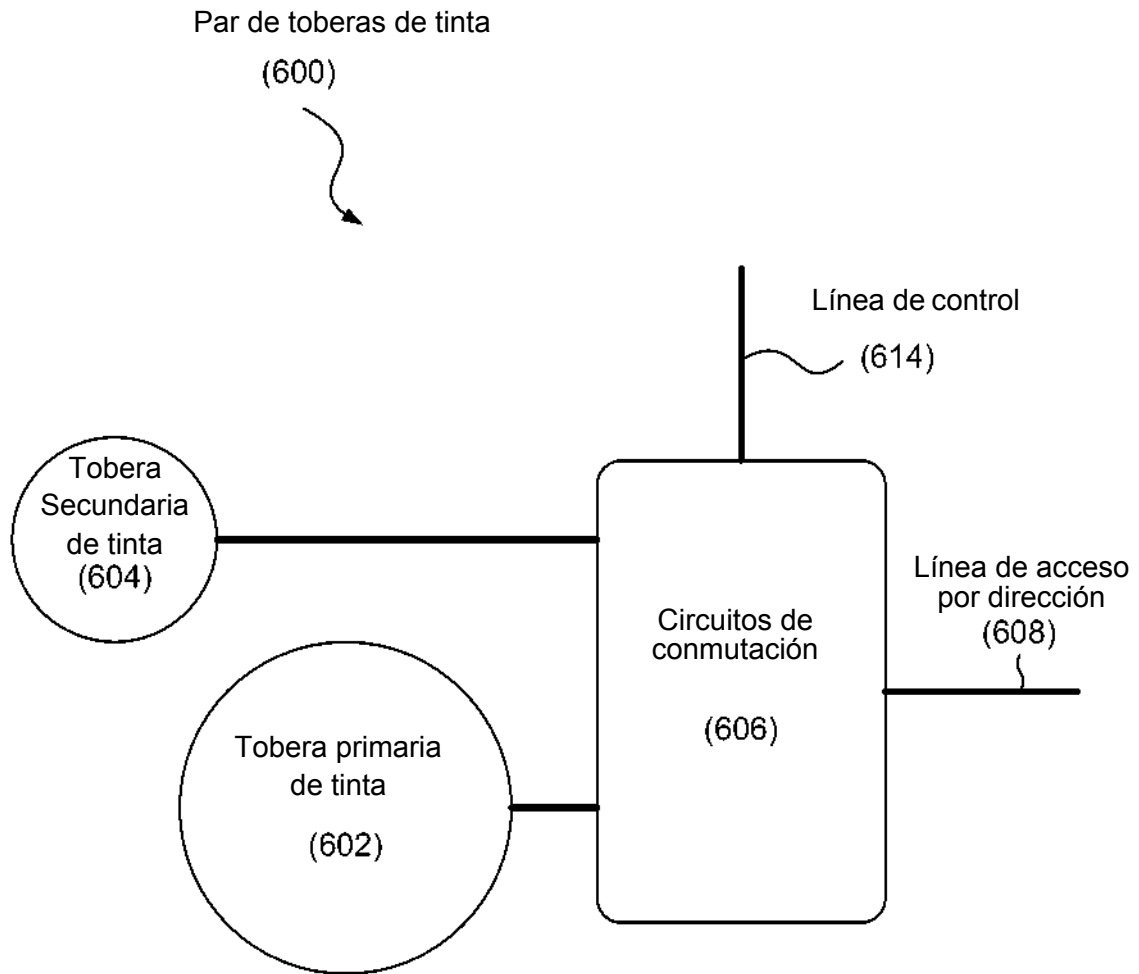 Par de toberas de tinta
(600)
Línea de control
(614)
Tobera
Secundaria
de tinta
(604)
Línea de acceso
por dirección
(608)
Circuitos de
conmutación
(606)
Tobera primaria
de tinta
(602)